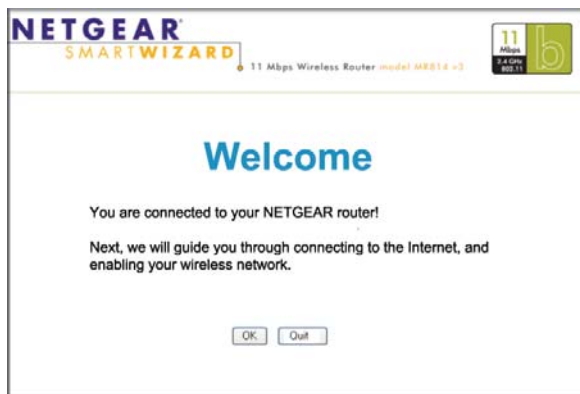 NETGEAR
SMARTWIZARD
11 Mbps Wireless Router model MR814 v2
11
Mbps
2.4 GHz
802.11
b
Welcome
You are connected to your NETGEAR router!
Next, we will guide you through connecting to the Internet, and
enabling your wireless network.
OK
Quit